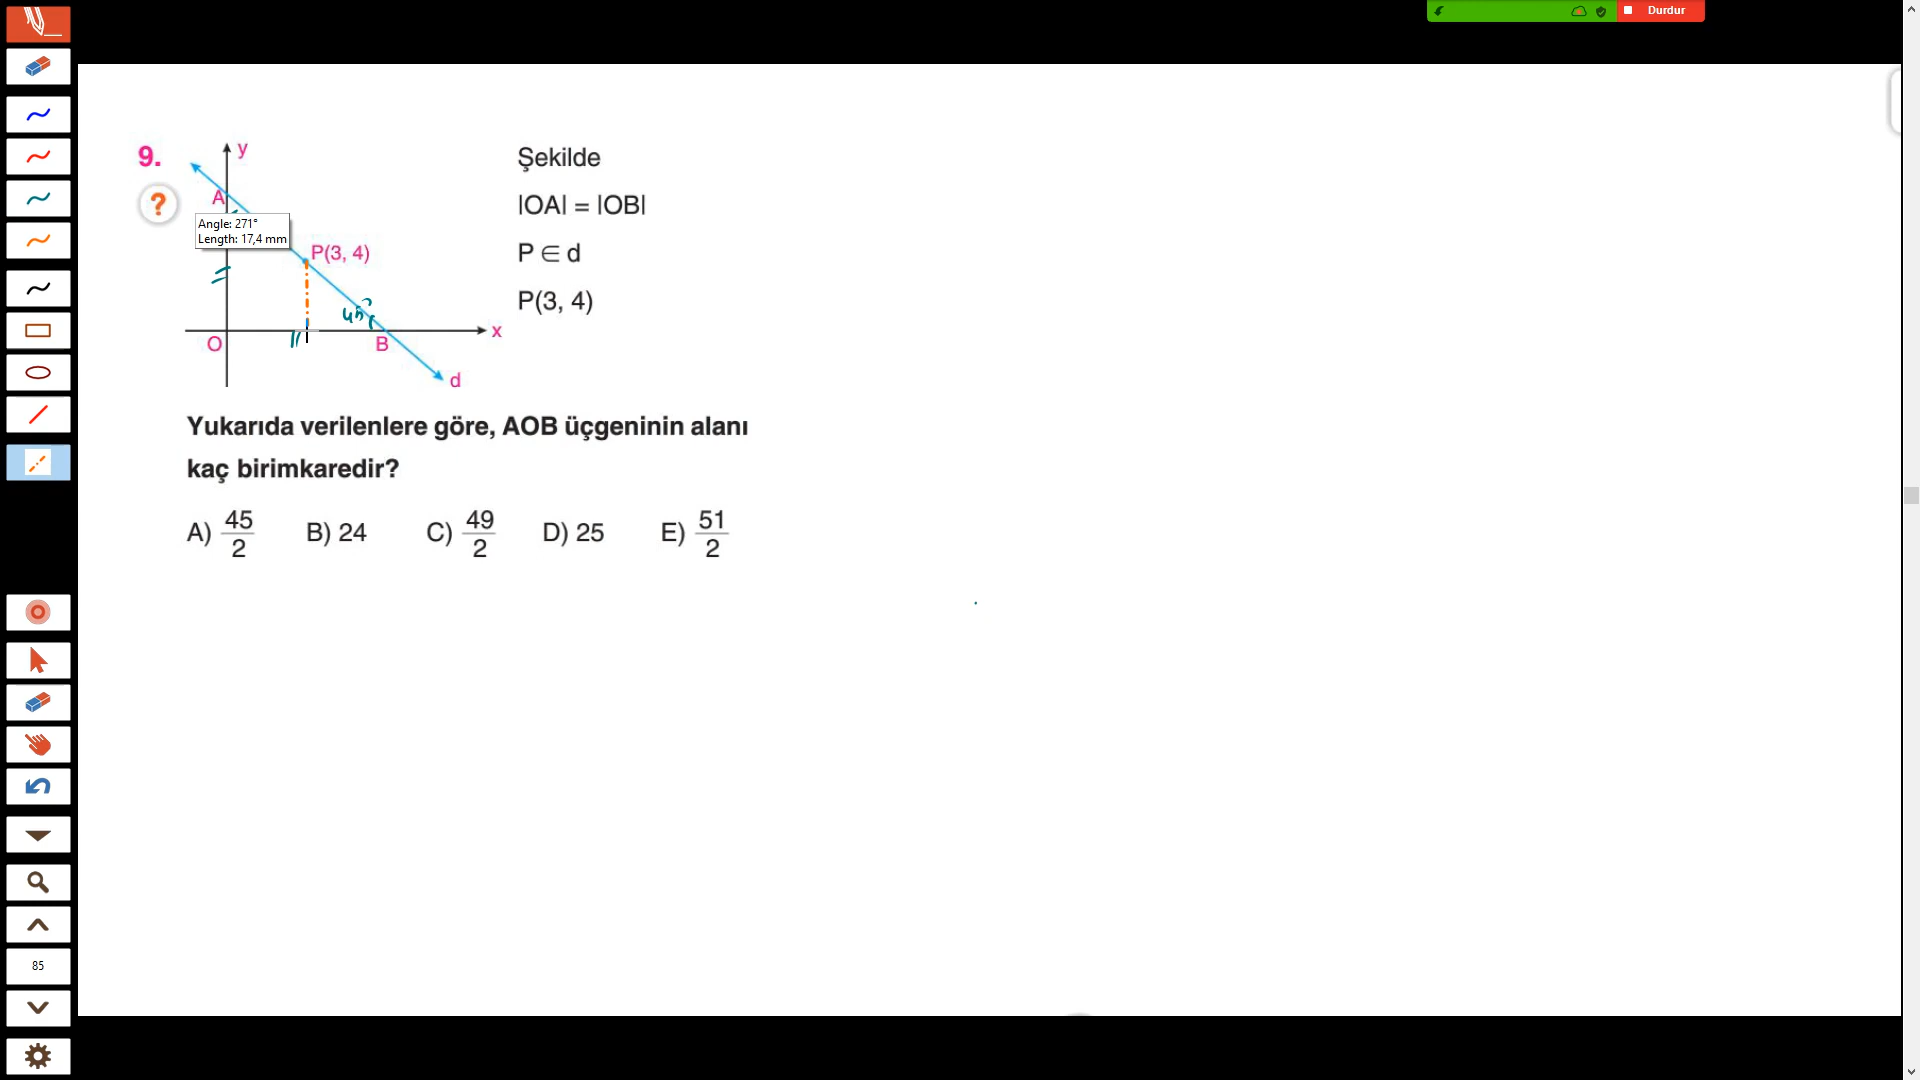 Durdur
9.
y
A
Angle: 271°
Length: 17,4 mm
P(3, 4)
45°
x
O
B
d
Şekilde
|OA| = |OB|
P ∈ d
P(3, 4)
Yukarıda verilenlere göre, AOB üçgeninin alanı
kaç birimkaredir?
A) 45/2 B) 24 C) 49/2 D) 25 E) 51/2
85